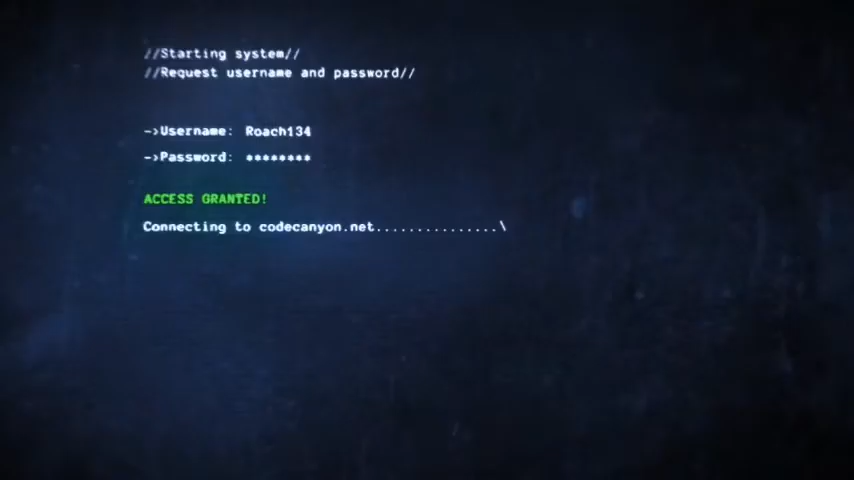 //Starting system//
//Request username and password//
->Username: Roach134
->Password: ********
ACCESS GRANTED!
Connecting to codecanyon.net...............\